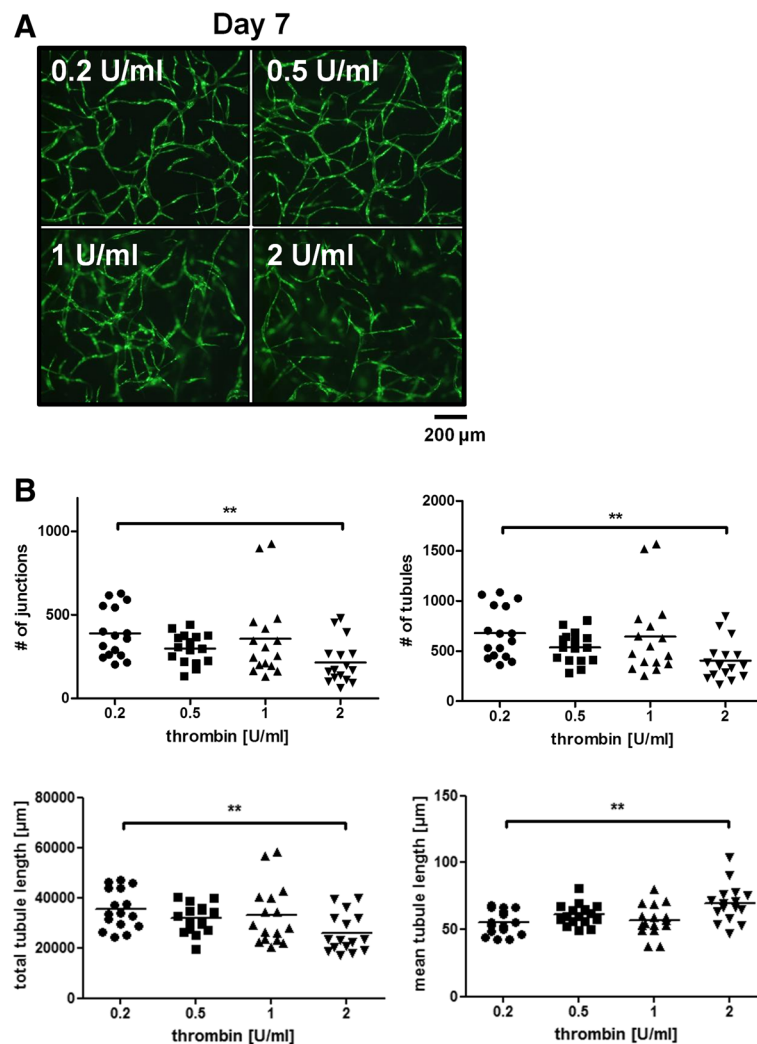 A
Day 7
0.2 U/ml
0.5 U/ml
1 U/ml
2 U/ml
200 µm
B
# of junctions
1000
500
0
**
0.2 0.5 1 2
thrombin [U/ml]
# of tubules
2000
1500
1000
500
0
**
0.2 0.5 1 2
thrombin [U/ml]
total tubule length [µm]
80000
60000
40000
20000
0
**
0.2 0.5 1 2
thrombin [U/ml]
mean tubule length [µm]
150
100
50
0
**
0.2 0.5 1 2
thrombin [U/ml]